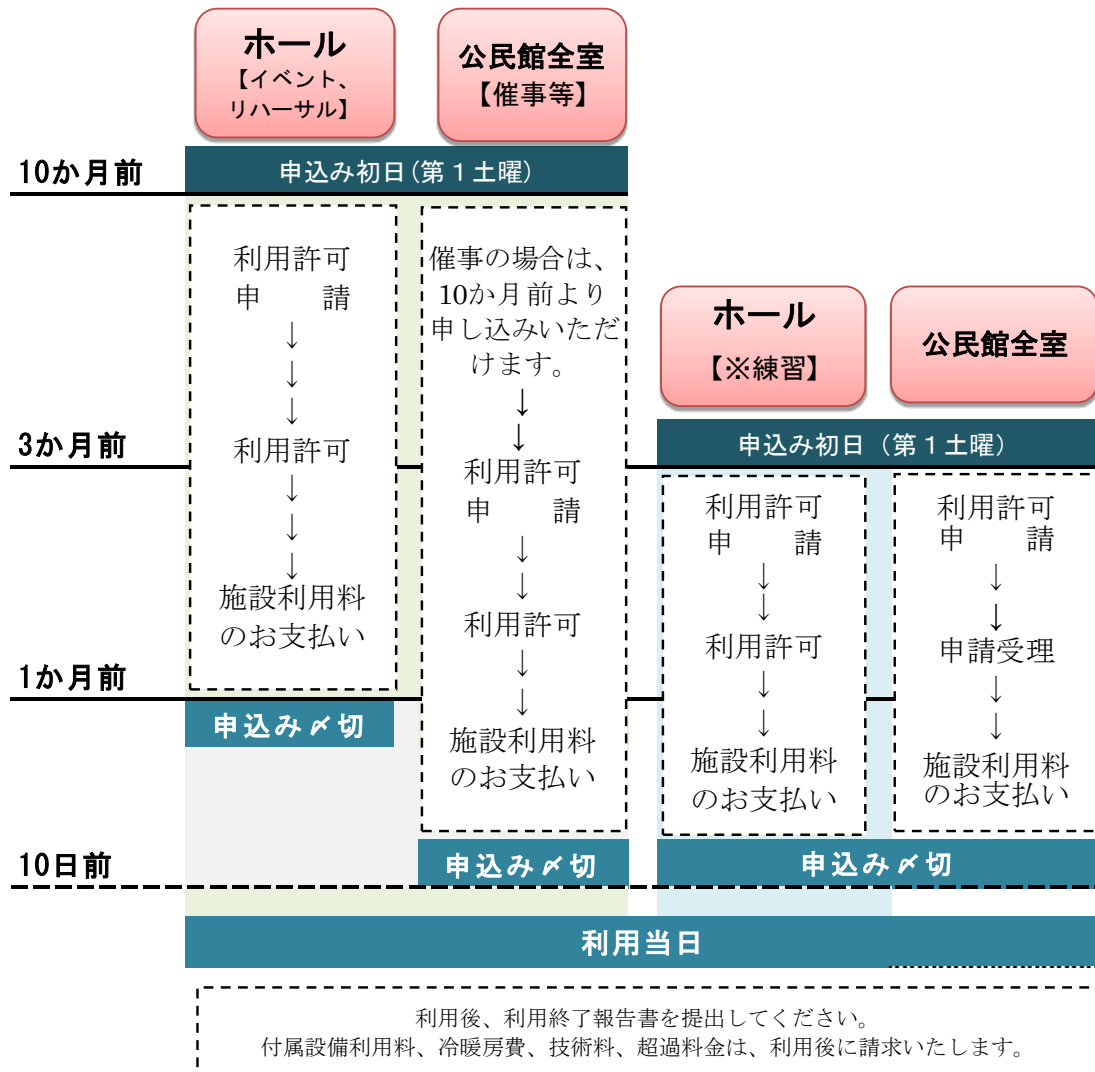 ホール
【イベント、
リハーサル】
公民館全室
【催事等】
10か月前
申込み初日(第１土曜)
利用許可
申　　請
↓
↓
↓
↓
利用許可
↓
↓
↓
↓
施設利用料
のお支払い
催事の場合は、
10か月前より
申し込みいただ
けます。
↓
↓
利用許可
申　　請
↓
↓
利用許可
↓
↓
施設利用料
のお支払い
ホール
【※練習】
公民館全室
3か月前
申込み初日（第１土曜）
利用許可
申　　請
↓
↓
利用許可
↓
↓
施設利用料
のお支払い
利用許可
申　　請
↓
↓
申請受理
↓
↓
施設利用料
のお支払い
1か月前
申込み〆切
10日前
申込み〆切
申込み〆切
利用当日
利用後、利用終了報告書を提出してください。
付属設備利用料、冷暖房費、技術料、超過料金は、利用後に請求いたします。